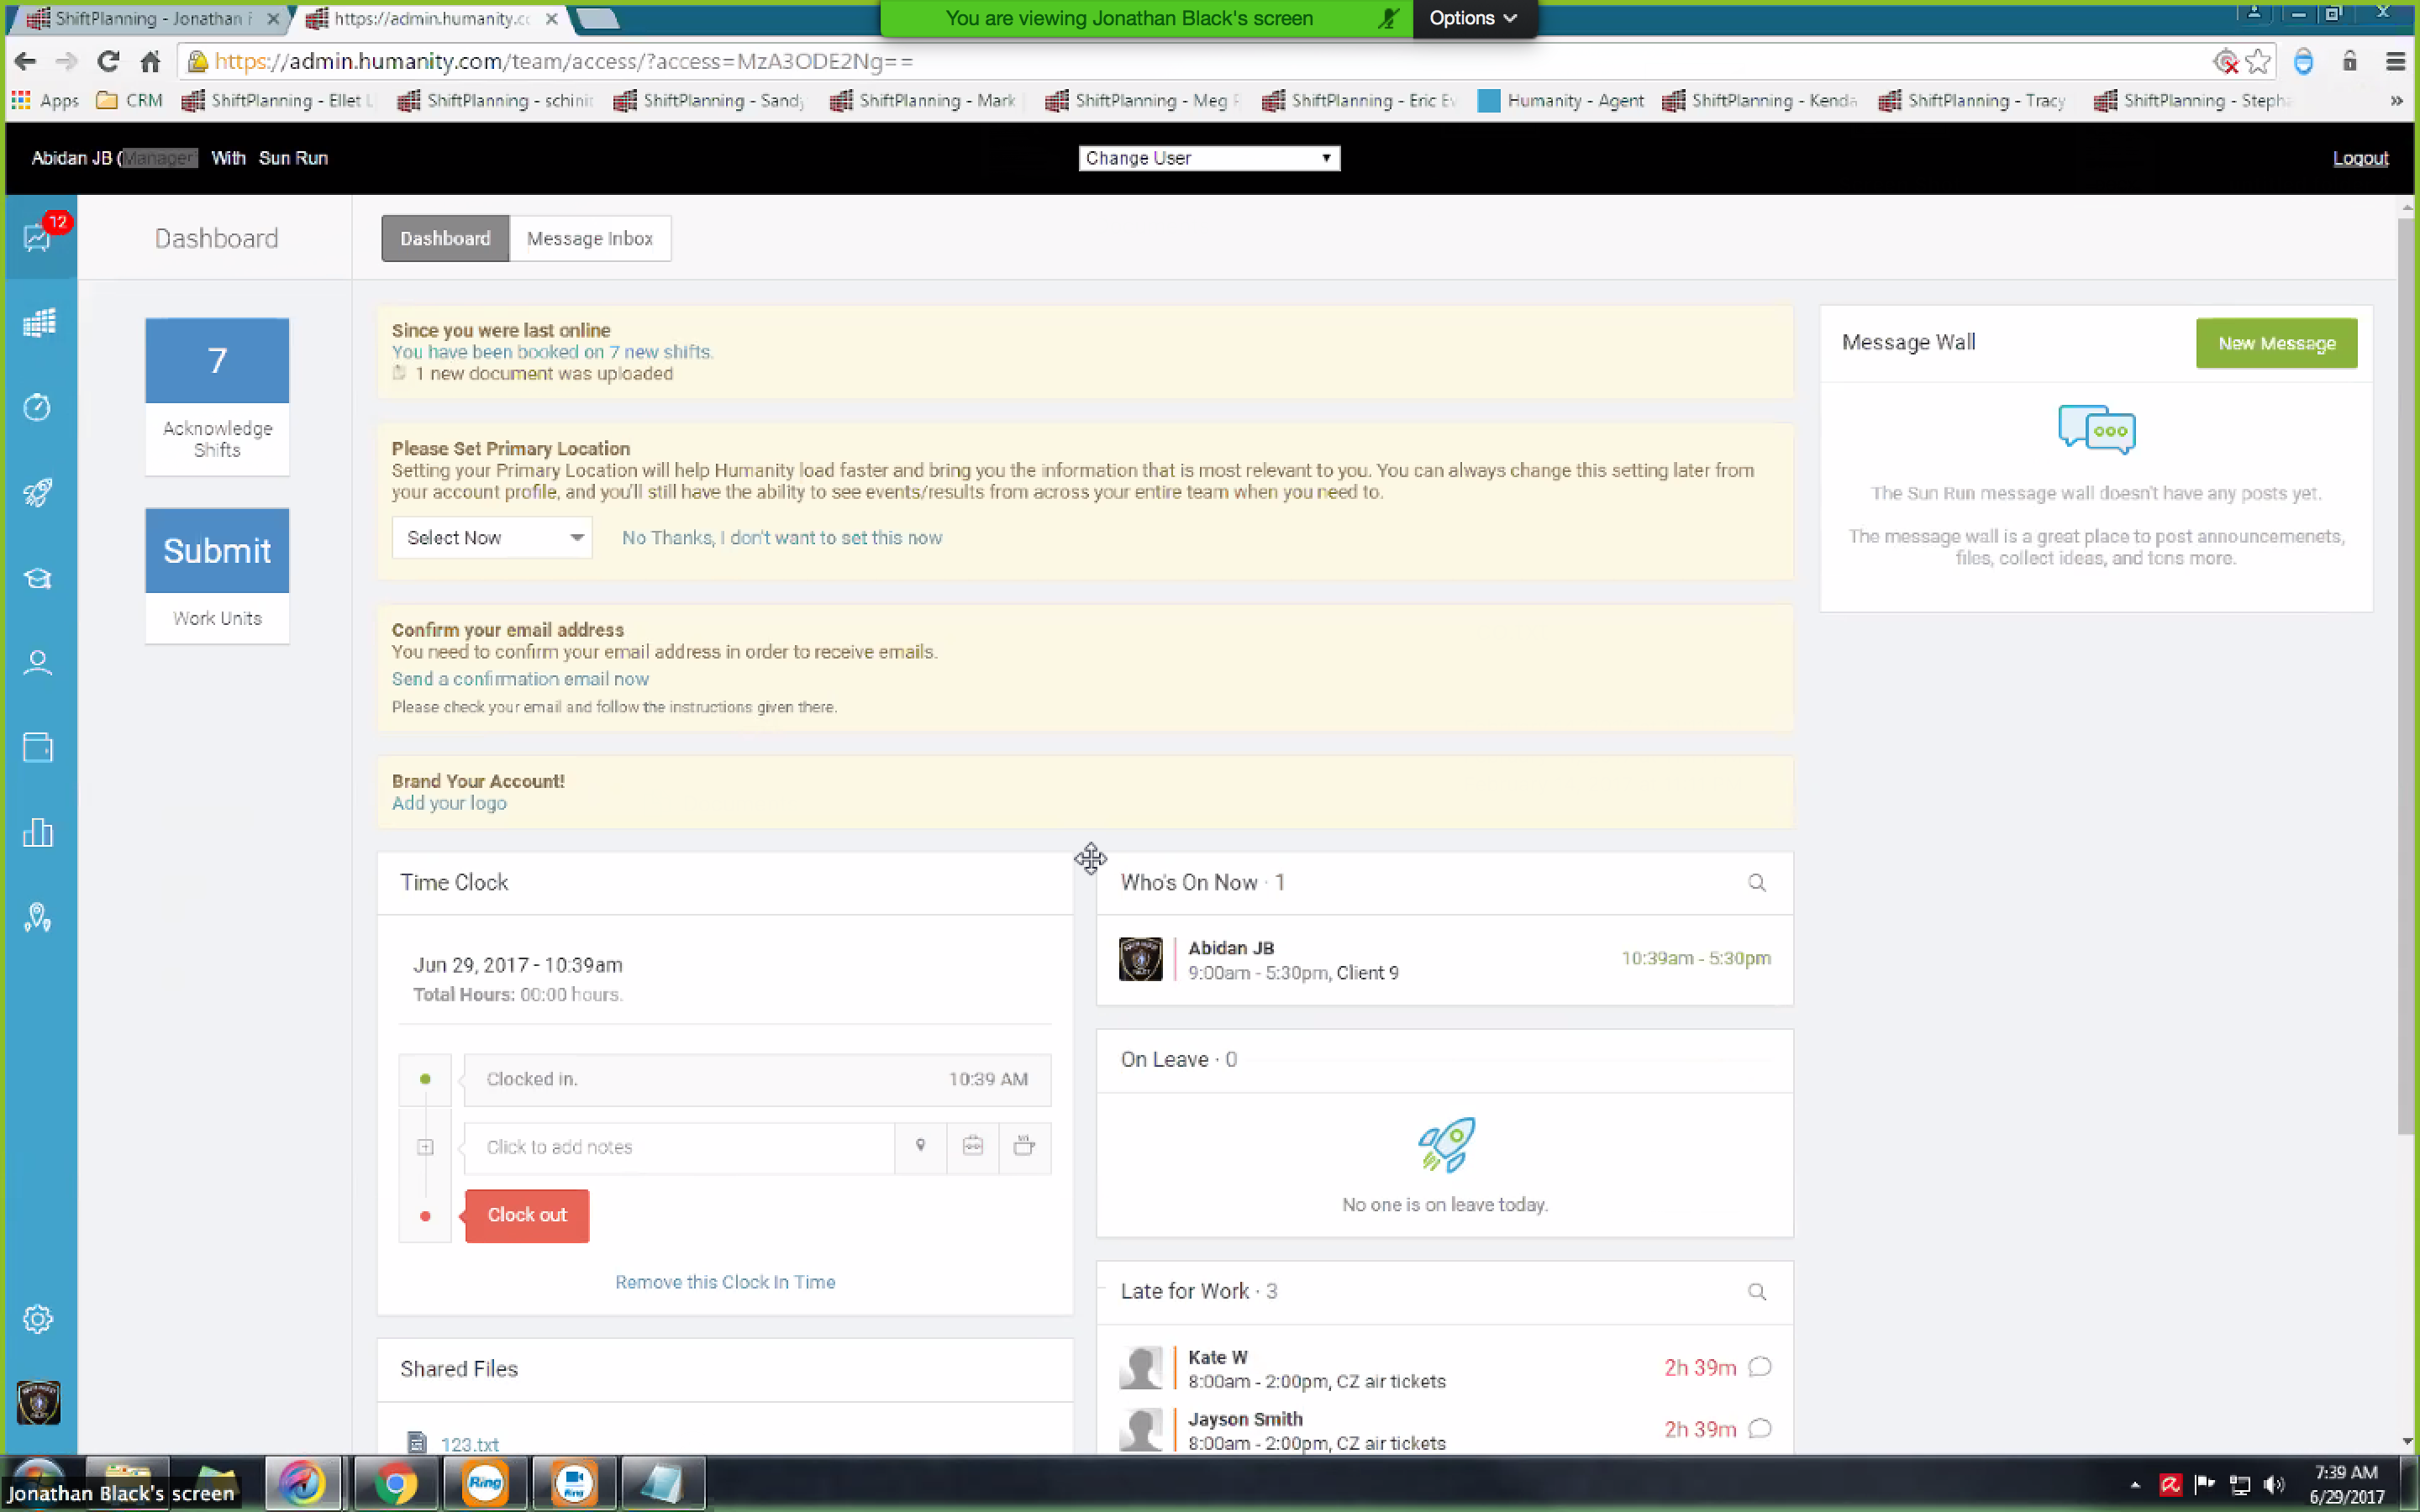 ShiftPlanning - Jonathan
https://admin.humanity.co
You are viewing Jonathan Black's screen
Options
https://admin.humanity.com/team/access/?access=MzA3ODE2Ng==
Apps
CRM
ShiftPlanning - Ellet
ShiftPlanning - schinit
ShiftPlanning - Sandy
ShiftPlanning - Mark
ShiftPlanning - Meg
ShiftPlanning - Eric Ev
Humanity - Agent
ShiftPlanning - Kenda
ShiftPlanning - Tracy
ShiftPlanning - Steph
Abidan JB (Manager) With Sun Run
Change User
Logout
12
Dashboard
Dashboard
Message Inbox
7
Acknowledge
Shifts
Submit
Work Units
Since you were last online
You have been booked on 7 new shifts.
1 new document was uploaded
Please Set Primary Location
Setting your Primary Location will help Humanity load faster and bring you the information that is most relevant to you. You can always change this setting later from
your account profile, and you'll still have the ability to see events/results from across your entire team when you need to.
Select Now
No Thanks, I don't want to set this now
Confirm your email address
You need to confirm your email address in order to receive emails.
Send a confirmation email now
Please check your email and follow the instructions given there.
Brand Your Account!
Add your logo
Message Wall
New Message
The Sun Run message wall doesn't have any posts yet.
The message wall is a great place to post announcemenets,
files, collect ideas, and tons more.
Time Clock
Jun 29, 2017 - 10:39am
Total Hours: 00:00 hours.
Clocked in.
10:39 AM
Click to add notes
Clock out
Remove this Clock In Time
Shared Files
123.txt
Who's On Now · 1
Abidan JB
9:00am - 5:30pm, Client 9
10:39am - 5:30pm
On Leave · 0
No one is on leave today.
Late for Work · 3
Kate W
8:00am - 2:00pm, CZ air tickets
2h 39m
Jayson Smith
8:00am - 2:00pm, CZ air tickets
2h 39m
Jonathan Black's screen
Ring
7:39 AM
6/29/2017